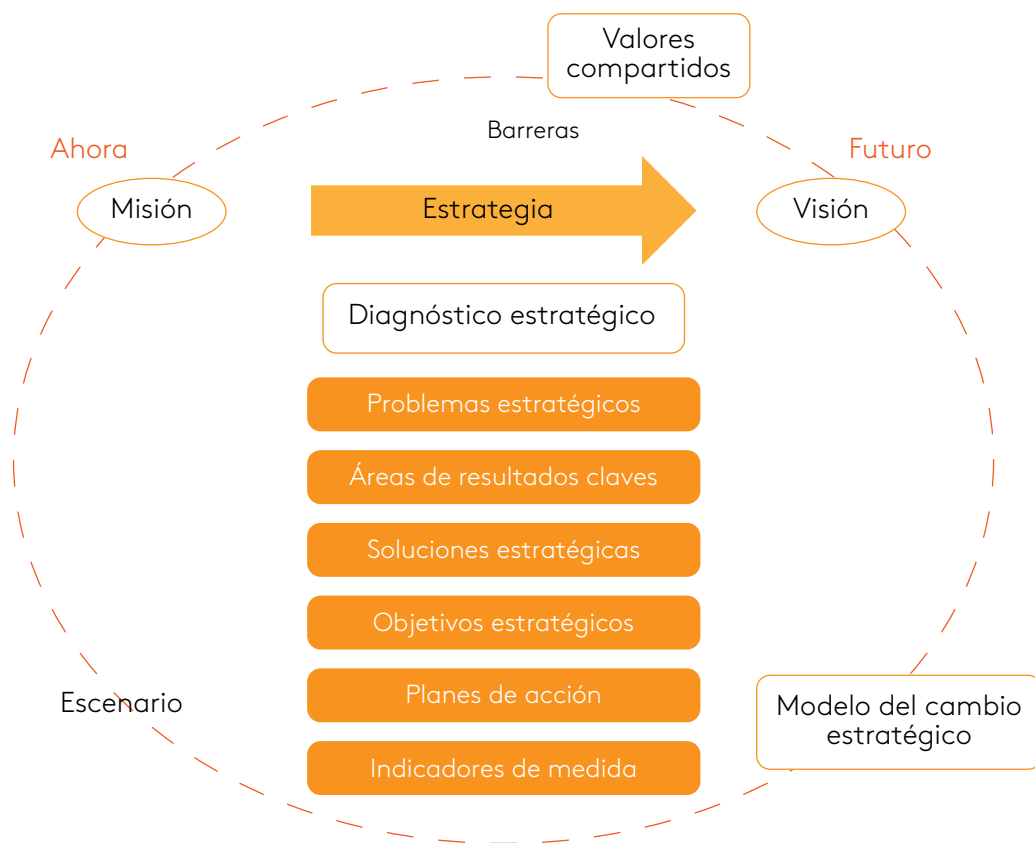 Valores
compartidos
Barreras
Ahora
Futuro
Misión
Estrategia
Visión
Diagnóstico estratégico
Problemas estratégicos
Áreas de resultados claves
Soluciones estratégicas
Objetivos estratégicos
Planes de acción
Escenario
Modelo del cambio
estratégico
Indicadores de medida